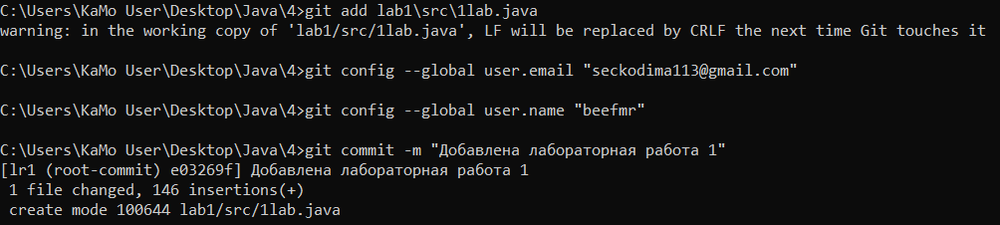 C:\Users\KaMo User\Desktop\Java\4>git add lab1\src\1lab.java
warning: in the working copy of 'lab1/src/1lab.java', LF will be replaced by CRLF the next time Git touches it
C:\Users\KaMo User\Desktop\Java\4>git config --global user.email "seckodima113@gmail.com"
C:\Users\KaMo User\Desktop\Java\4>git config --global user.name "beefmr"
C:\Users\KaMo User\Desktop\Java\4>git commit -m "Добавлена лабораторная работа 1"
[lr1 (root-commit) e03269f] Добавлена лабораторная работа 1
 1 file changed, 146 insertions(+)
 create mode 100644 lab1/src/1lab.java